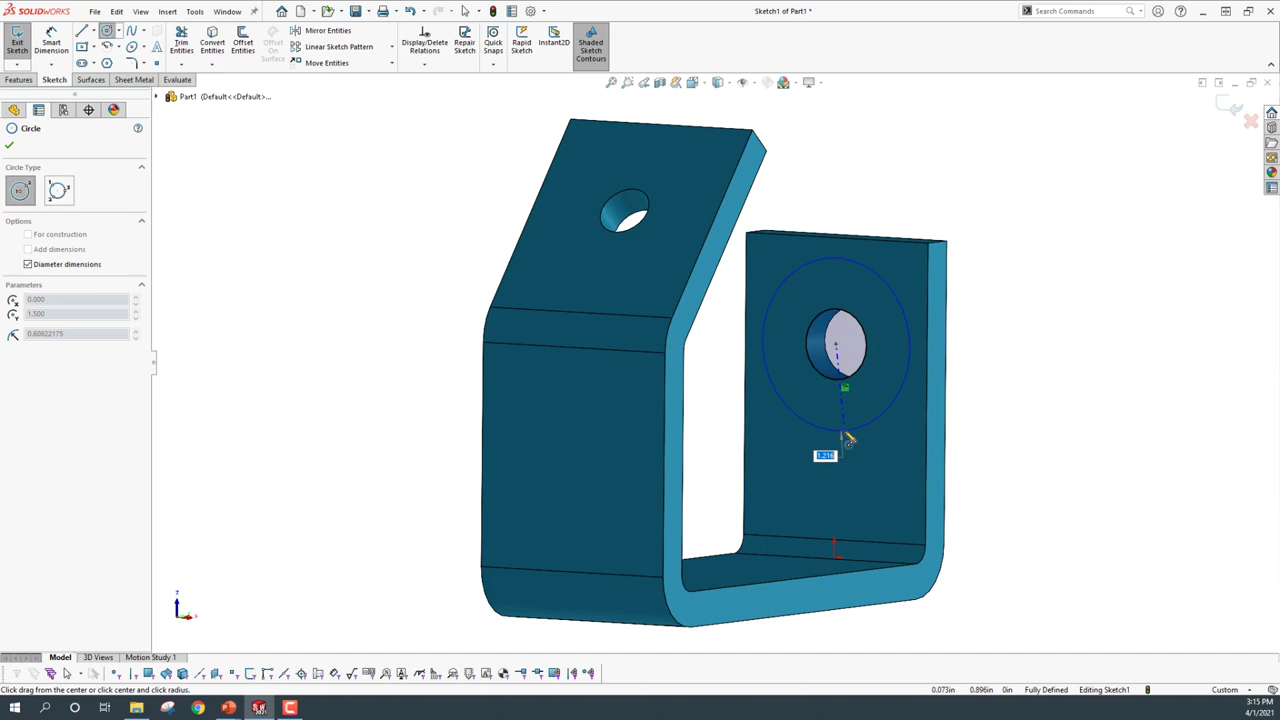 SOLIDWORKS File Edit View Insert Tools Window Sketch1 of Part1 * Search Commands
Exit Sketch Smart Dimension Trim Entities Convert Entities Offset Entities Offset On Surface Mirror Entities Linear Sketch Pattern Move Entities Display/Delete Relations Repair Sketch Quick Snaps Rapid Sketch Instant2D Shaded Sketch Contours
Features Sketch Surfaces Sheet Metal Evaluate
Part1 (Default<<Default>...
Circle
Circle Type
Options
For construction
Add dimensions
Diameter dimensions
Parameters
0.000
1.500
0.60822175
1.216
Model 3D Views Motion Study 1
Click drag from the center or click center and click radius. 0.073in 0.896in 0in Fully Defined Editing Sketch1 Custom
3:15 PM
4/1/2021